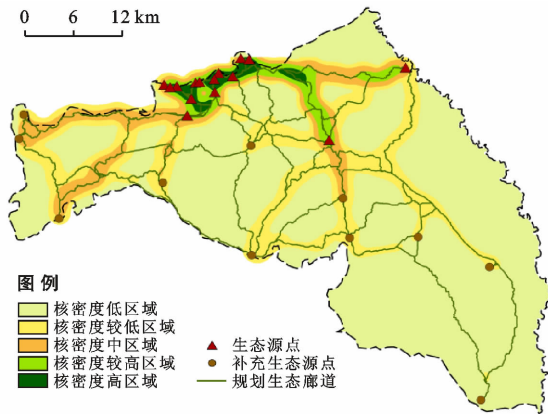 0 6 12 km
图例
核密度低区域
核密度较低区域
核密度中区域
核密度较高区域
核密度高区域
生态源点
补充生态源点
规划生态廊道